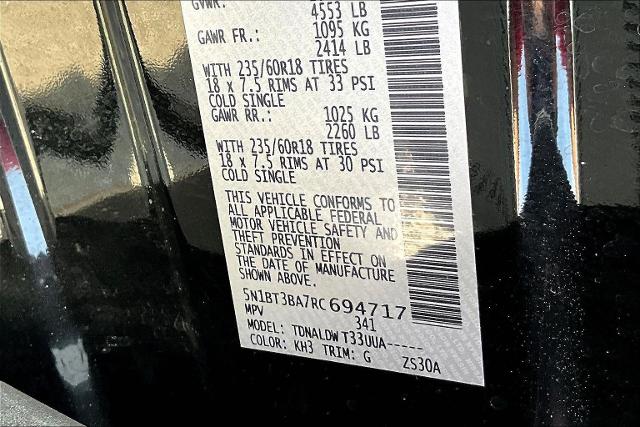 GVWR:
4553 LB
GAWR FR.: 1095 KG
2414 LB
WITH 235/60R18 TIRES
18 x 7.5 RIMS AT 33 PSI
COLD SINGLE
GAWR RR.: 1025 KG
2260 LB
WITH 235/60R18 TIRES
18 x 7.5 RIMS AT 30 PSI
COLD SINGLE
THIS VEHICLE CONFORMS TO
ALL APPLICABLE FEDERAL
MOTOR VEHICLE SAFETY AND
THEFT PREVENTION
STANDARDS IN EFFECT ON
THE DATE OF MANUFACTURE
SHOWN ABOVE.
5N1BT3BA7RC694717
MPV 341
MODEL: TDNALDWT33UUA-----
COLOR: KH3 TRIM: G ZS30A